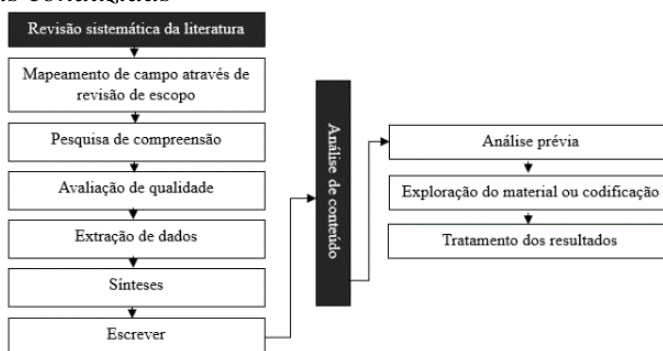 Revisão sistemática da literatura
Mapeamento de campo através de
revisão de escopo
Pesquisa de compreensão
Avaliação de qualidade
Extração de dados
Sínteses
Escrever
Análise de conteúdo
Análise prévia
Exploração do material ou codificação
Tratamento dos resultados